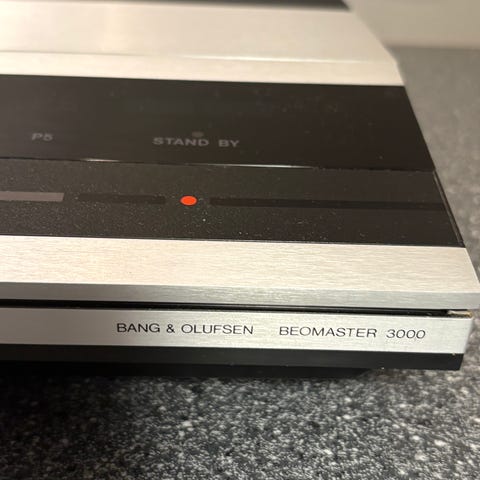 P5 STAND BY
BANG & OLUFSEN BEOMASTER 3000